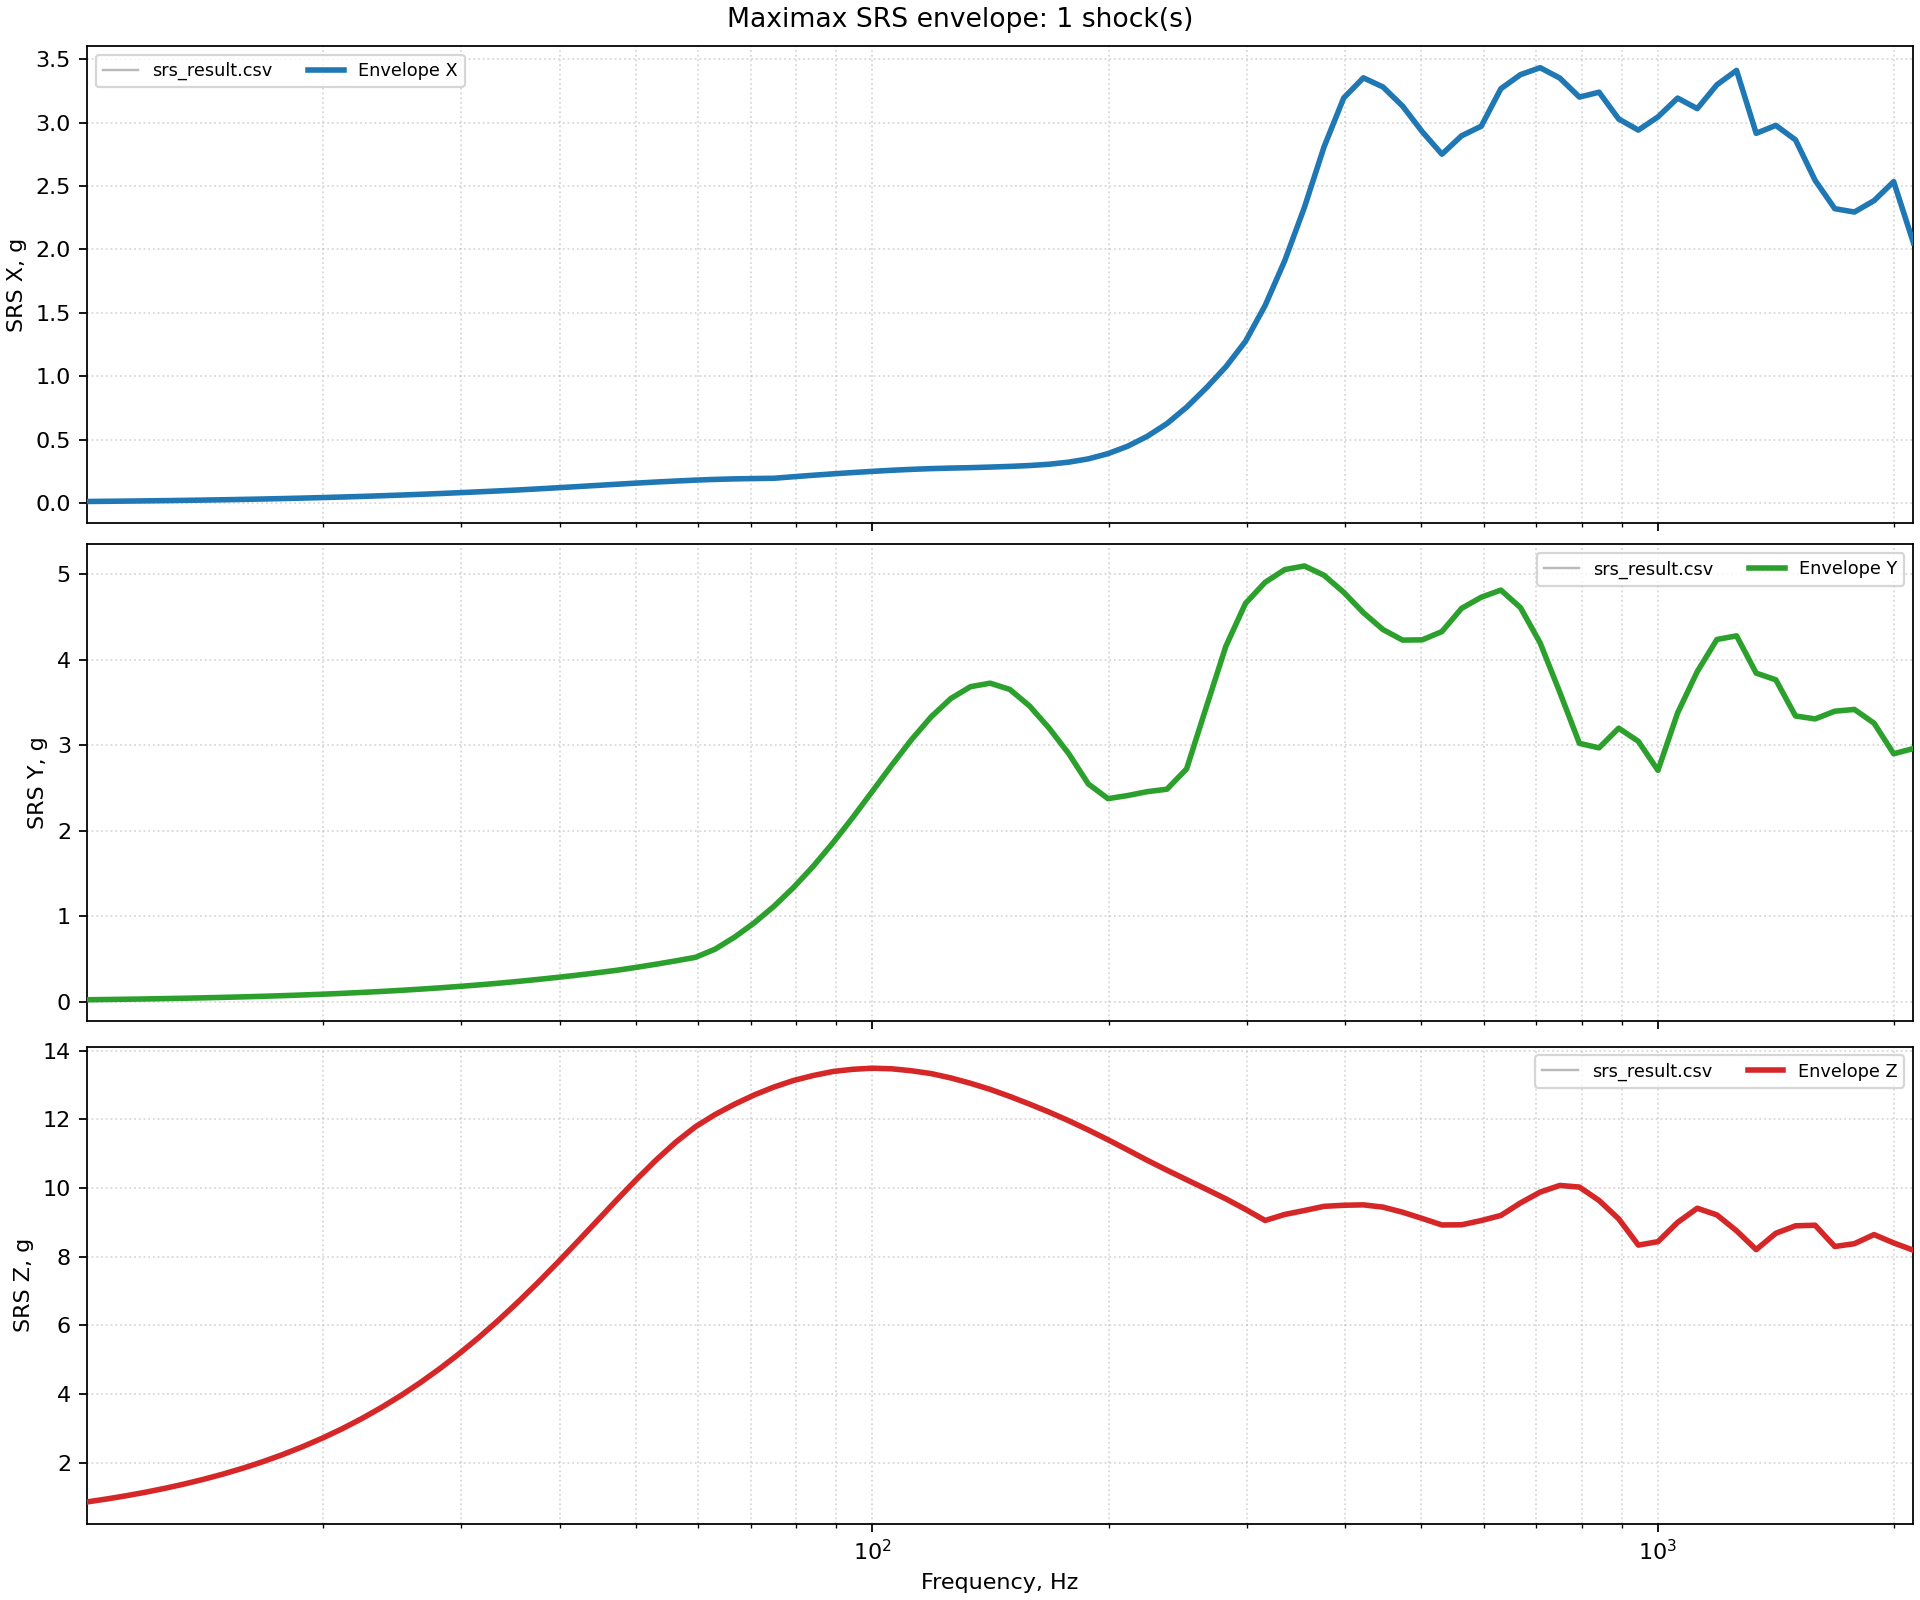 Maximax SRS envelope: 1 shock(s)
srs_result.csv Envelope X
3.5
3.0
2.5
2.0
1.5
1.0
0.5
0.0
SRS X, g
srs_result.csv Envelope Y
5
4
3
2
1
0
SRS Y, g
srs_result.csv Envelope Z
14
12
10
8
6
4
2
SRS Z, g
10² 10³
Frequency, Hz